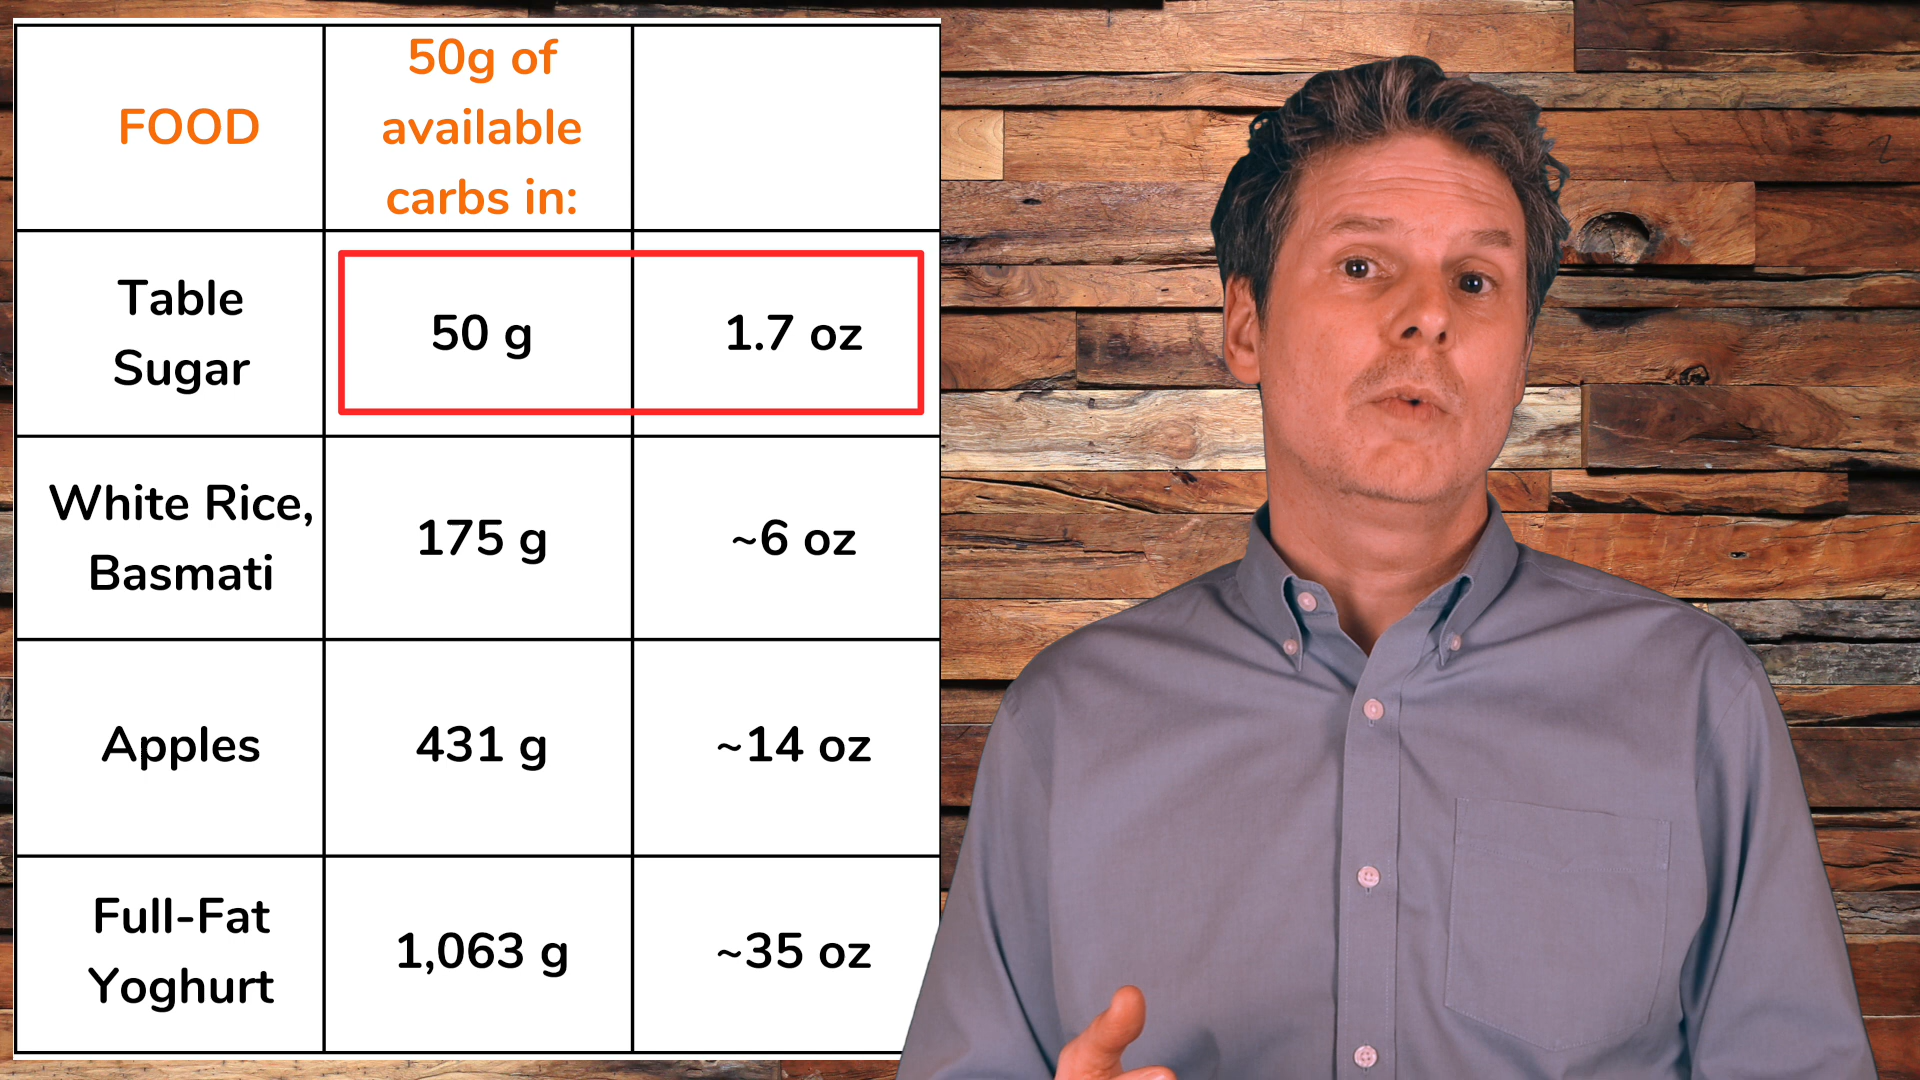 FOOD
50g of
available
carbs in:
Table
Sugar
50 g
1.7 oz
White Rice,
Basmati
175 g
~6 oz
Apples
431 g
~14 oz
Full-Fat
Yoghurt
1,063 g
~35 oz